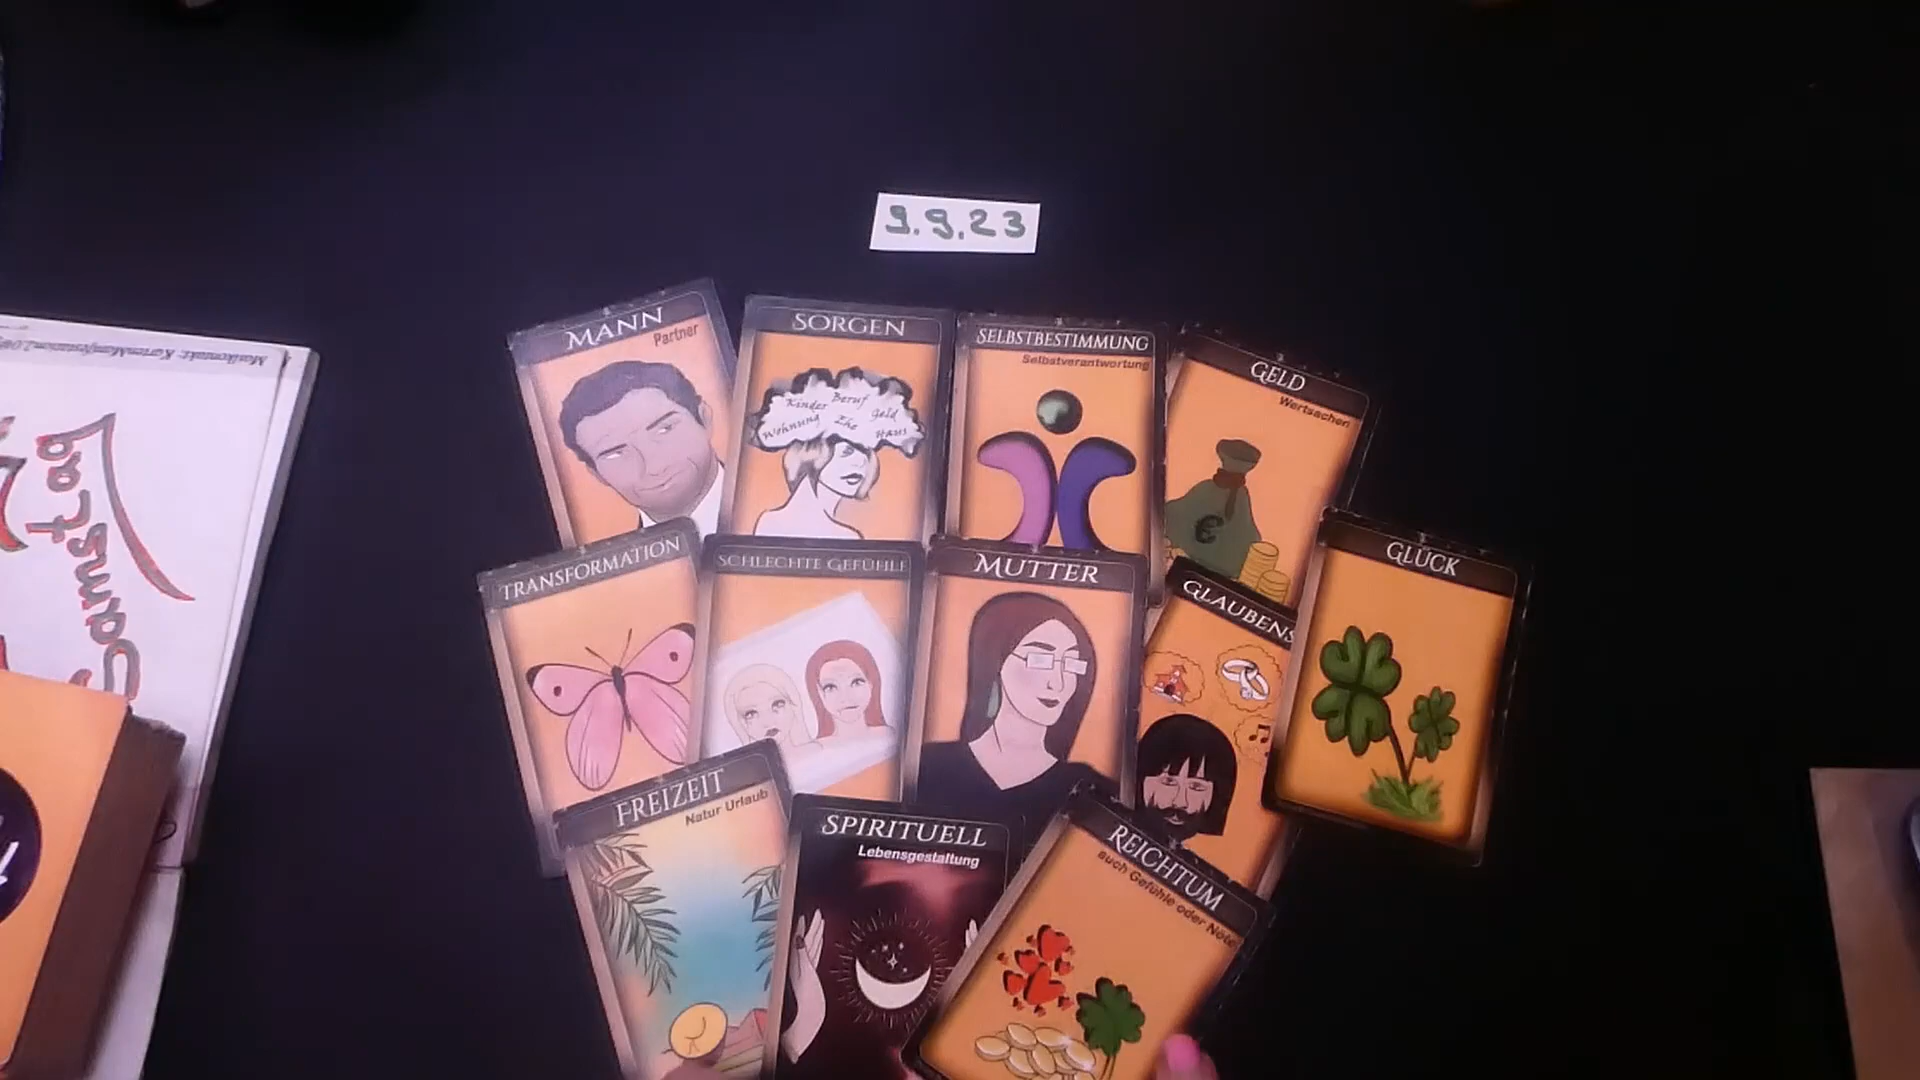 9.9.23
MANN
Partner
SORGEN
Kinder Beruf Geld
Wohnung Ehe Haus
SELBSTBESTIMMUNG
Selbstverantwortung
GELD
Wertsachen
€
TRANSFORMATION
SCHLECHTE GEFÜHLE
MUTTER
GLAUBENS
GLÜCK
FREIZEIT
Natur Urlaub
SPIRITUELL
Lebensgestaltung
REICHTUM
auch Gefühle oder Nöte
Samstag